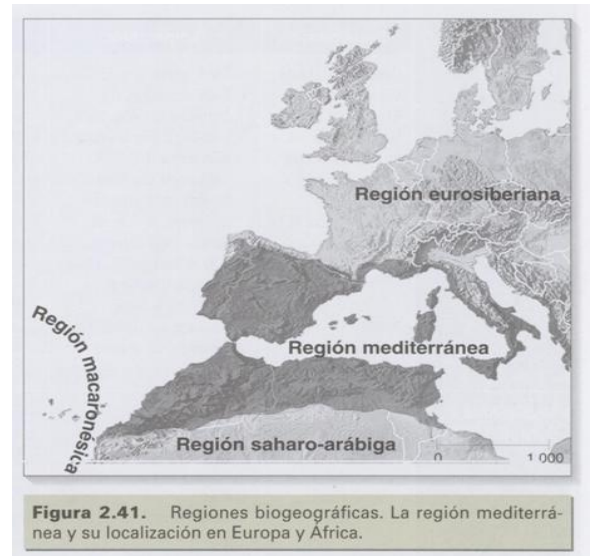 Región eurosiberiana
Región macaronésica
Región mediterránea
Región saharo-arábiga
0 1 000
Figura 2.41. Regiones biogeográficas. La región mediterrá-
nea y su localización en Europa y África.